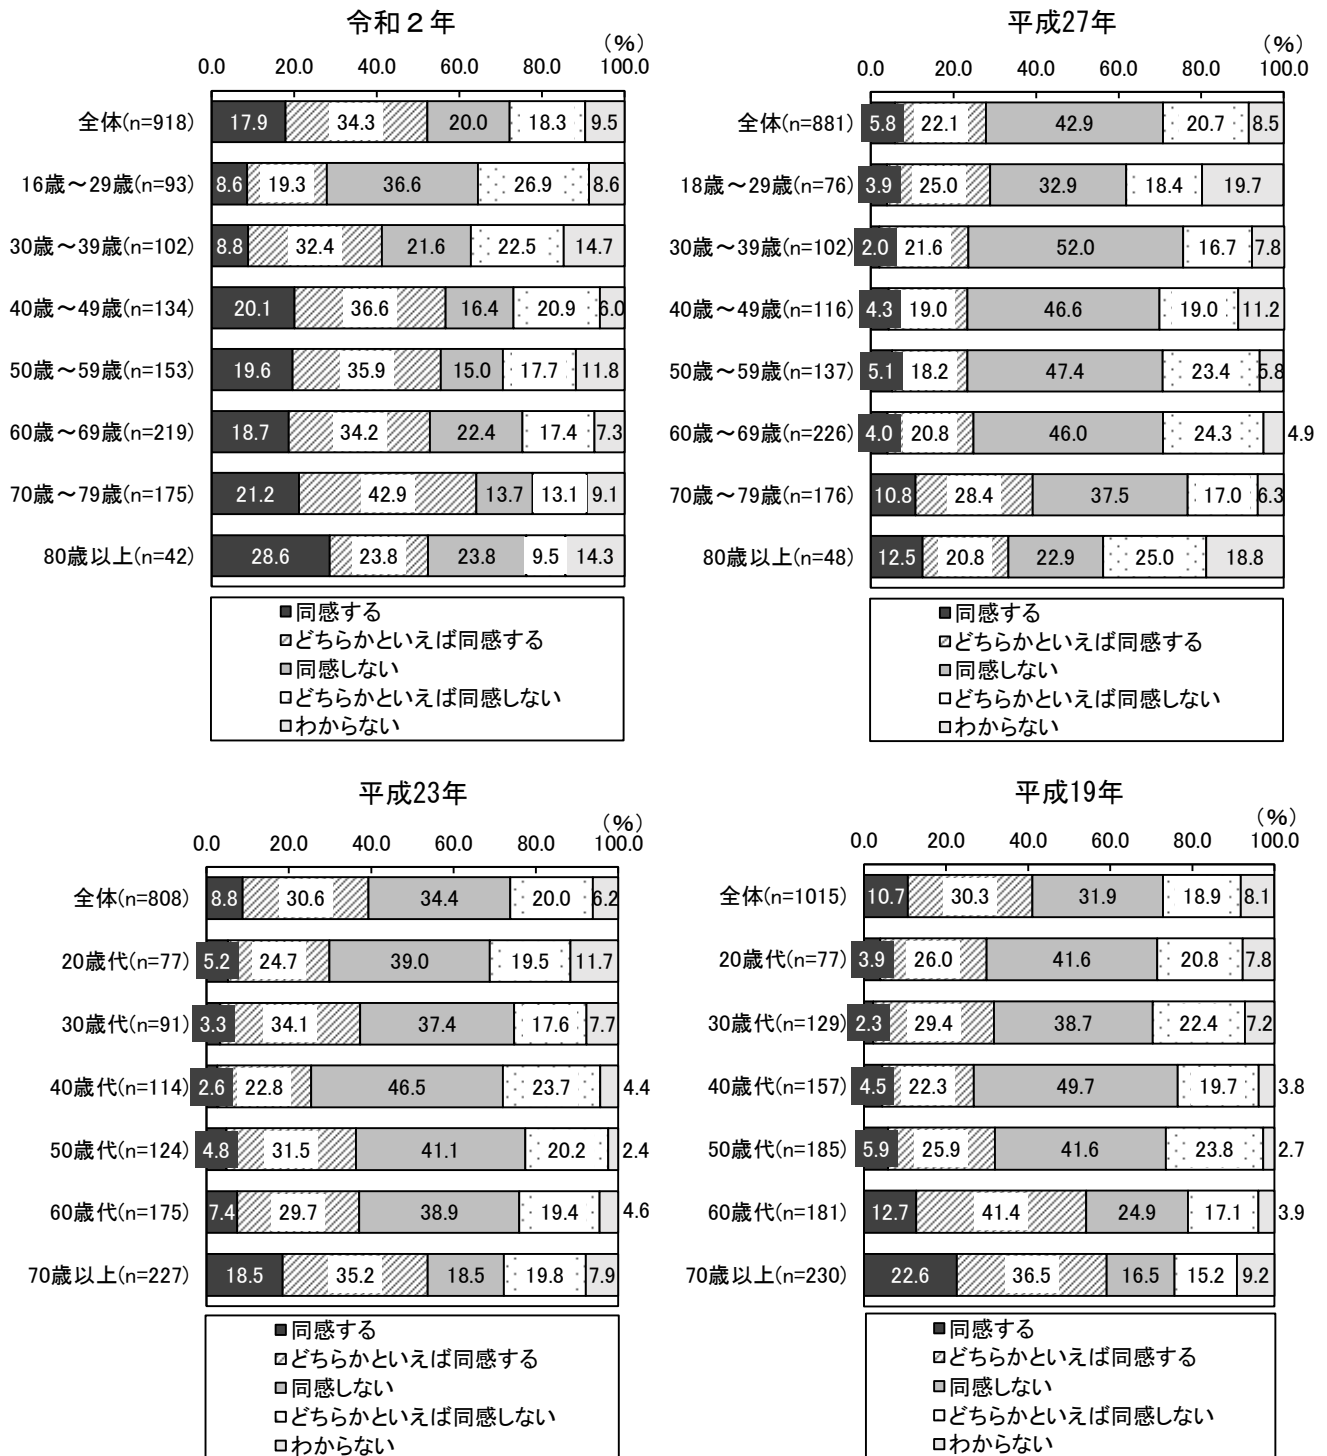 令和２年
(%)
0.0 20.0 40.0 60.0 80.0 100.0
全体(n=918) 17.9 34.3 20.0 18.3 9.5
16歳～29歳(n=93) 8.6 19.3 36.6 26.9 8.6
30歳～39歳(n=102) 8.8 32.4 21.6 22.5 14.7
40歳～49歳(n=134) 20.1 36.6 16.4 20.9 6.0
50歳～59歳(n=153) 19.6 35.9 15.0 17.7 11.8
60歳～69歳(n=219) 18.7 34.2 22.4 17.4 7.3
70歳～79歳(n=175) 21.2 42.9 13.7 13.1 9.1
80歳以上(n=42) 28.6 23.8 23.8 9.5 14.3
同感する
どちらかといえば同感する
同感しない
どちらかといえば同感しない
わからない
平成27年
(%)
0.0 20.0 40.0 60.0 80.0 100.0
全体(n=881) 5.8 22.1 42.9 20.7 8.5
18歳～29歳(n=76) 3.9 25.0 32.9 18.4 19.7
30歳～39歳(n=102) 2.0 21.6 52.0 16.7 7.8
40歳～49歳(n=116) 4.3 19.0 46.6 19.0 11.2
50歳～59歳(n=137) 5.1 18.2 47.4 23.4 5.8
60歳～69歳(n=226) 4.0 20.8 46.0 24.3 4.9
70歳～79歳(n=176) 10.8 28.4 37.5 17.0 6.3
80歳以上(n=48) 12.5 20.8 22.9 25.0 18.8
同感する
どちらかといえば同感する
同感しない
どちらかといえば同感しない
わからない
平成23年
(%)
0.0 20.0 40.0 60.0 80.0 100.0
全体(n=808) 8.8 30.6 34.4 20.0 6.2
20歳代(n=77) 5.2 24.7 39.0 19.5 11.7
30歳代(n=91) 3.3 34.1 37.4 17.6 7.7
40歳代(n=114) 2.6 22.8 46.5 23.7 4.4
50歳代(n=124) 4.8 31.5 41.1 20.2 2.4
60歳代(n=175) 7.4 29.7 38.9 19.4 4.6
70歳以上(n=227) 18.5 35.2 18.5 19.8 7.9
同感する
どちらかといえば同感する
同感しない
どちらかといえば同感しない
わからない
平成19年
(%)
0.0 20.0 40.0 60.0 80.0 100.0
全体(n=1015) 10.7 30.3 31.9 18.9 8.1
20歳代(n=77) 3.9 26.0 41.6 20.8 7.8
30歳代(n=129) 2.3 29.4 38.7 22.4 7.2
40歳代(n=157) 4.5 22.3 49.7 19.7 3.8
50歳代(n=185) 5.9 25.9 41.6 23.8 2.7
60歳代(n=181) 12.7 41.4 24.9 17.1 3.9
70歳以上(n=230) 22.6 36.5 16.5 15.2 9.2
同感する
どちらかといえば同感する
同感しない
どちらかといえば同感しない
わからない